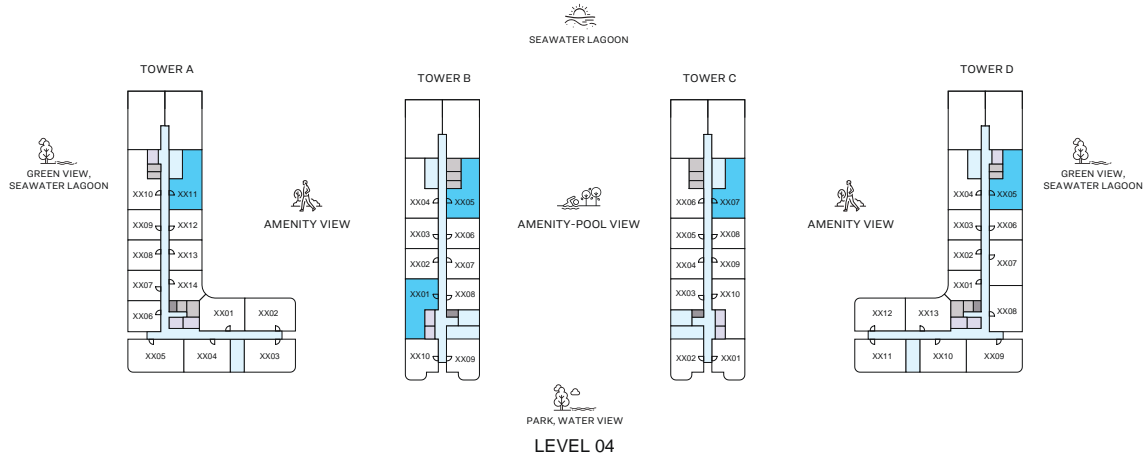 SEAWATER LAGOON
TOWER A
TOWER B
TOWER C
TOWER D
GREEN VIEW,
SEAWATER LAGOON
AMENITY VIEW
AMENITY-POOL VIEW
AMENITY VIEW
GREEN VIEW,
SEAWATER LAGOON
XX10 XX11
XX09 XX12
XX08 XX13
XX07 XX14
XX06 XX01 XX02
XX05 XX04 XX03
XX04 XX05
XX03 XX06
XX02 XX07
XX01 XX08
XX10 XX09
XX06 XX07
XX05 XX08
XX04 XX09
XX03 XX10
XX02 XX01
XX04 XX05
XX03 XX06
XX02 XX07
XX01
XX12 XX13 XX08
XX11 XX10 XX09
PARK, WATER VIEW
LEVEL 04